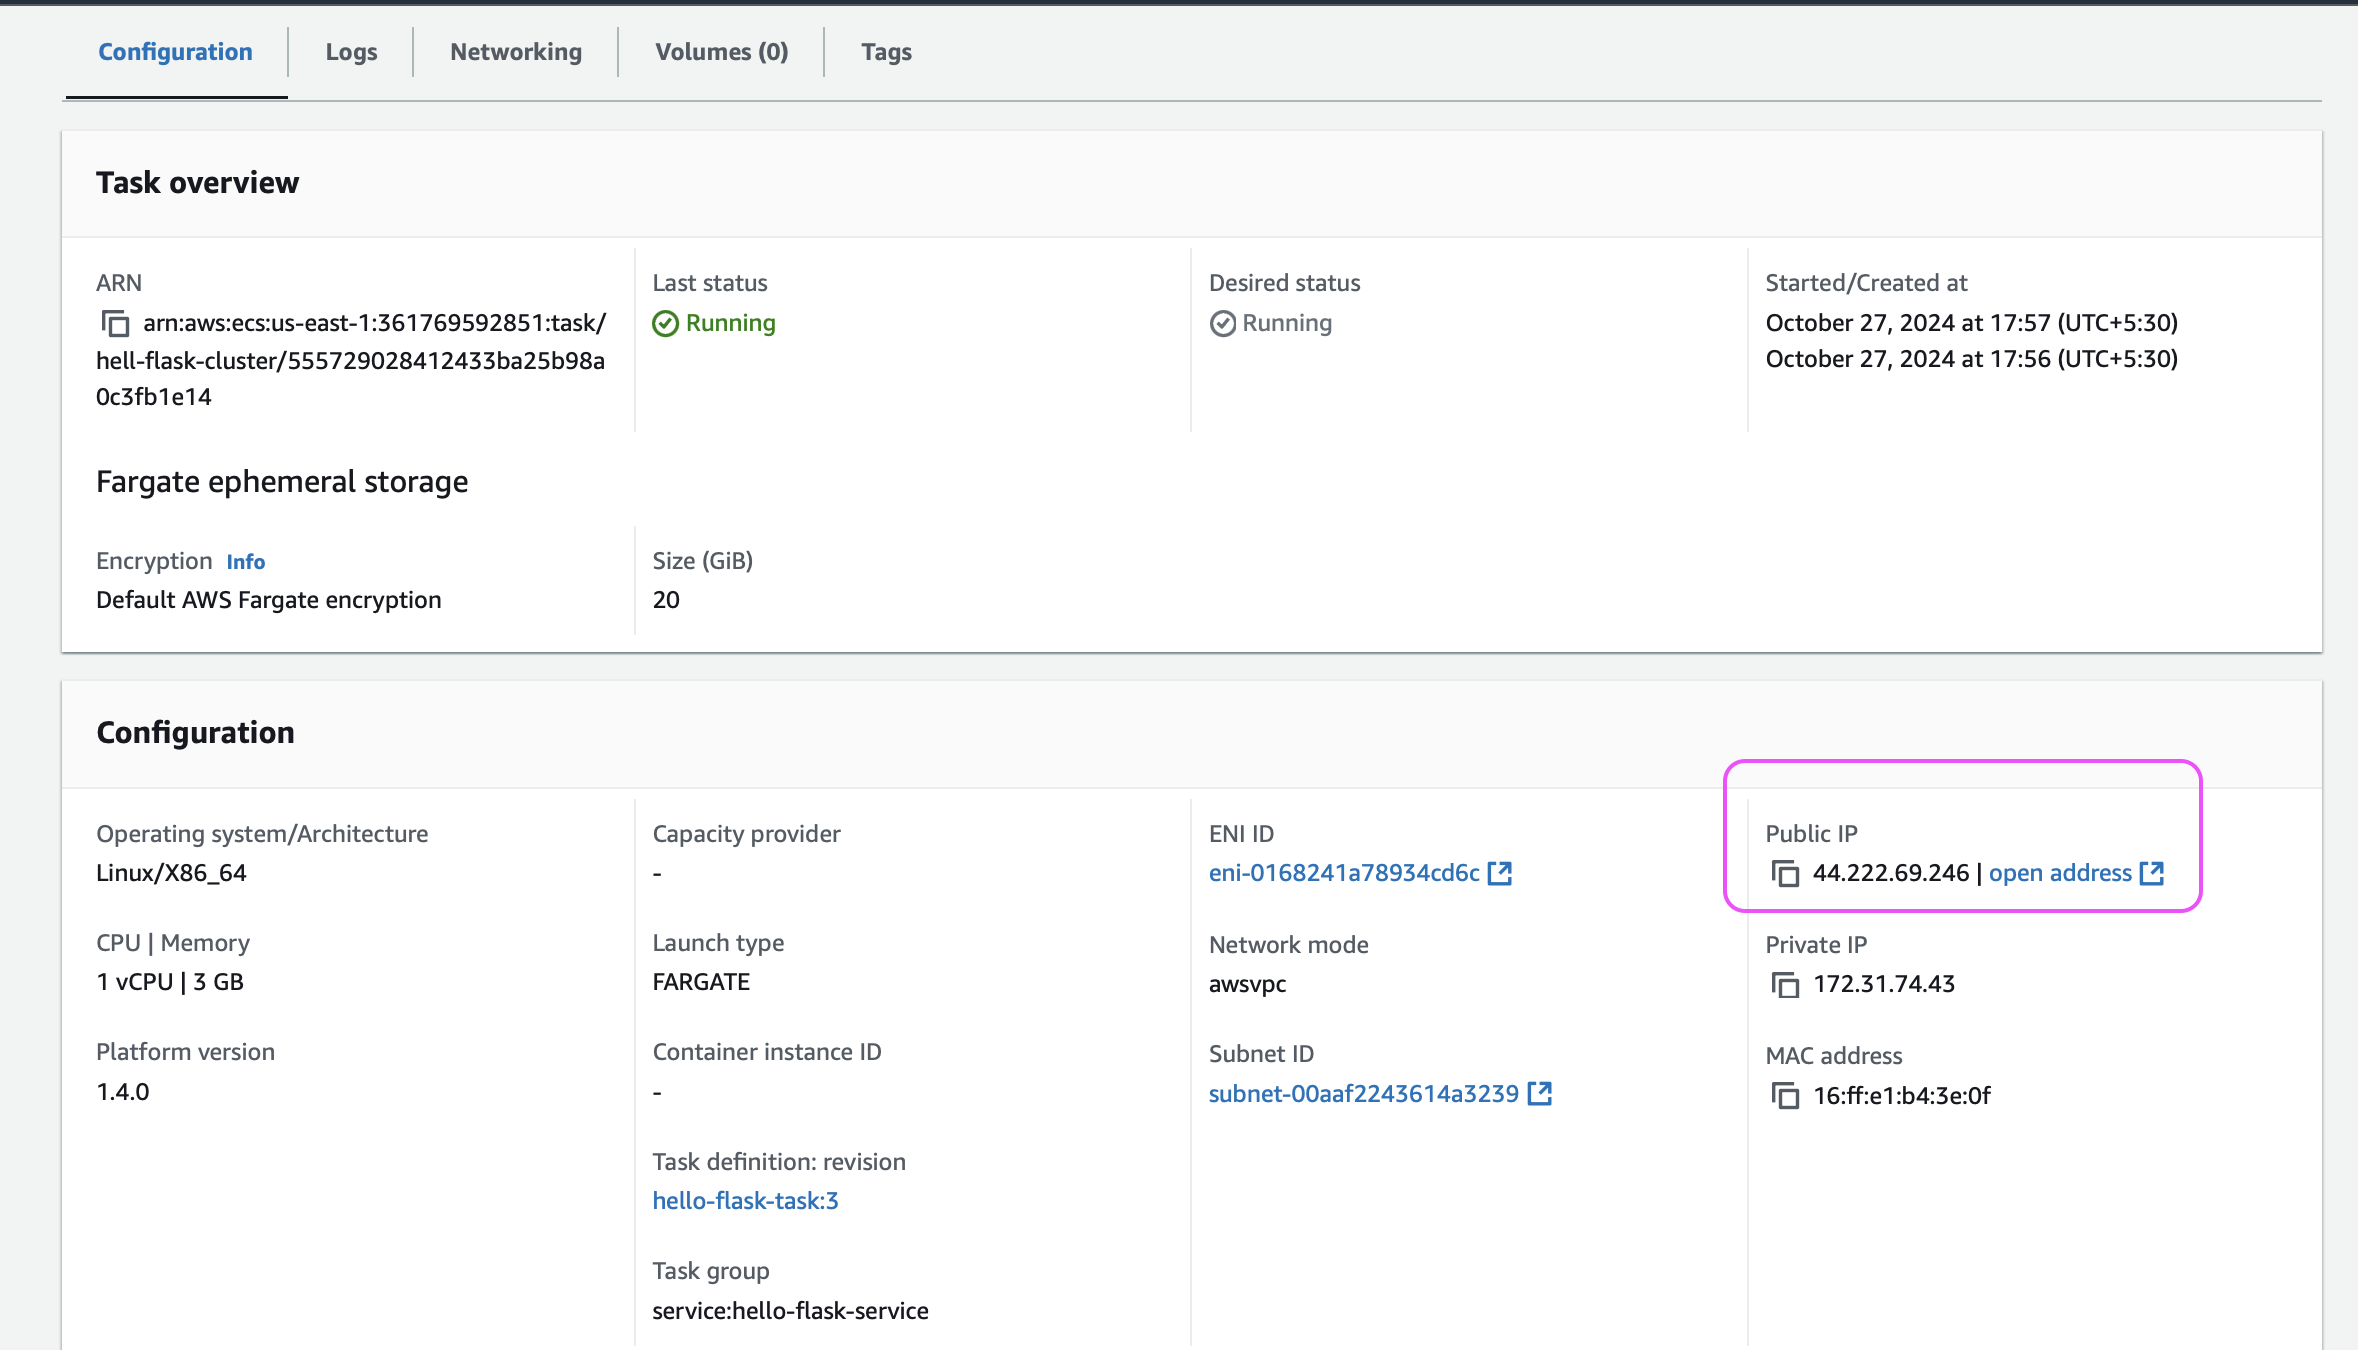 Configuration
Logs
Networking
Volumes (0)
Tags
Task overview
ARN
arn:aws:ecs:us-east-1:361769592851:task/
hell-flask-cluster/555729028412433ba25b98a
0c3fb1e14
Last status
Running
Desired status
Running
Started/Created at
October 27, 2024 at 17:57 (UTC+5:30)
October 27, 2024 at 17:56 (UTC+5:30)
Fargate ephemeral storage
Encryption Info
Default AWS Fargate encryption
Size (GiB)
20
Configuration
Operating system/Architecture
Linux/X86_64
CPU | Memory
1 vCPU | 3 GB
Platform version
1.4.0
Capacity provider
-
Launch type
FARGATE
Container instance ID
-
Task definition: revision
hello-flask-task:3
Task group
service:hello-flask-service
ENI ID
eni-0168241a78934cd6c
Network mode
awsvpc
Subnet ID
subnet-00aaf2243614a3239
Public IP
44.222.69.246 | open address
Private IP
172.31.74.43
MAC address
16:ff:e1:b4:3e:0f